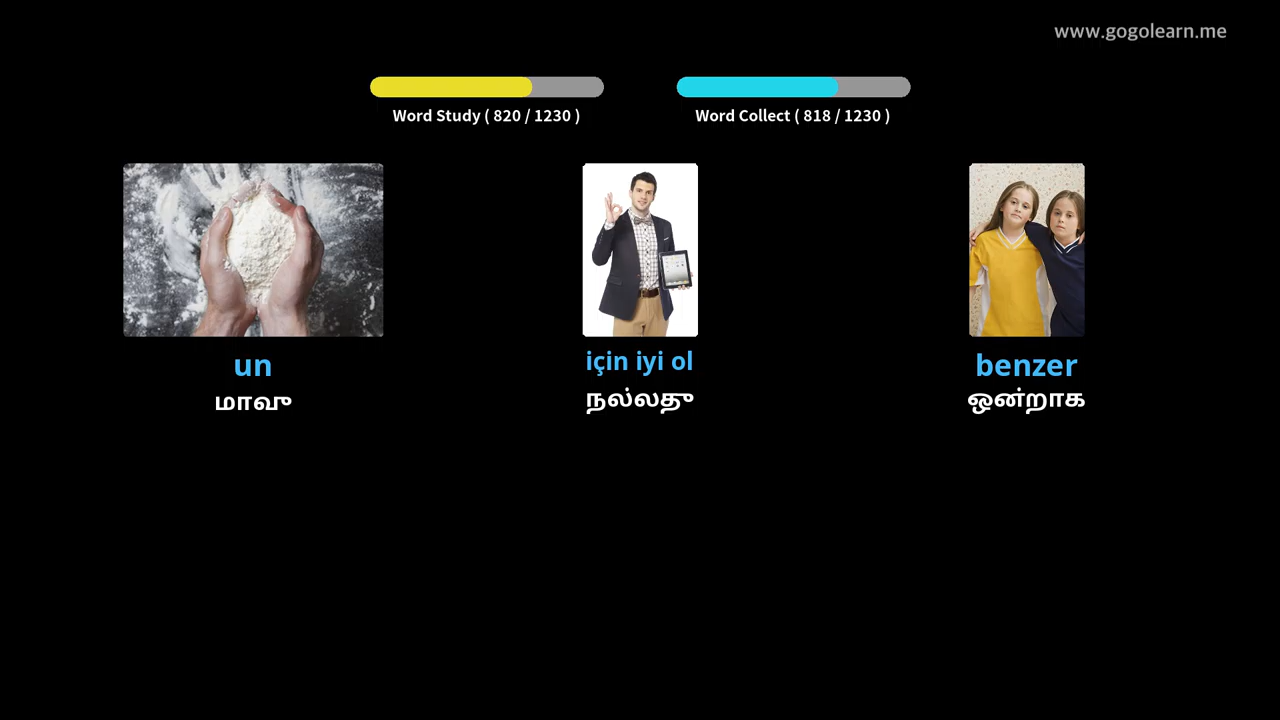 www.gogolearn.me
Word Study ( 820 / 1230 )
Word Collect ( 818 / 1230 )
un
மாவு
için iyi ol
நல்லது
benzer
ஒன்றாக